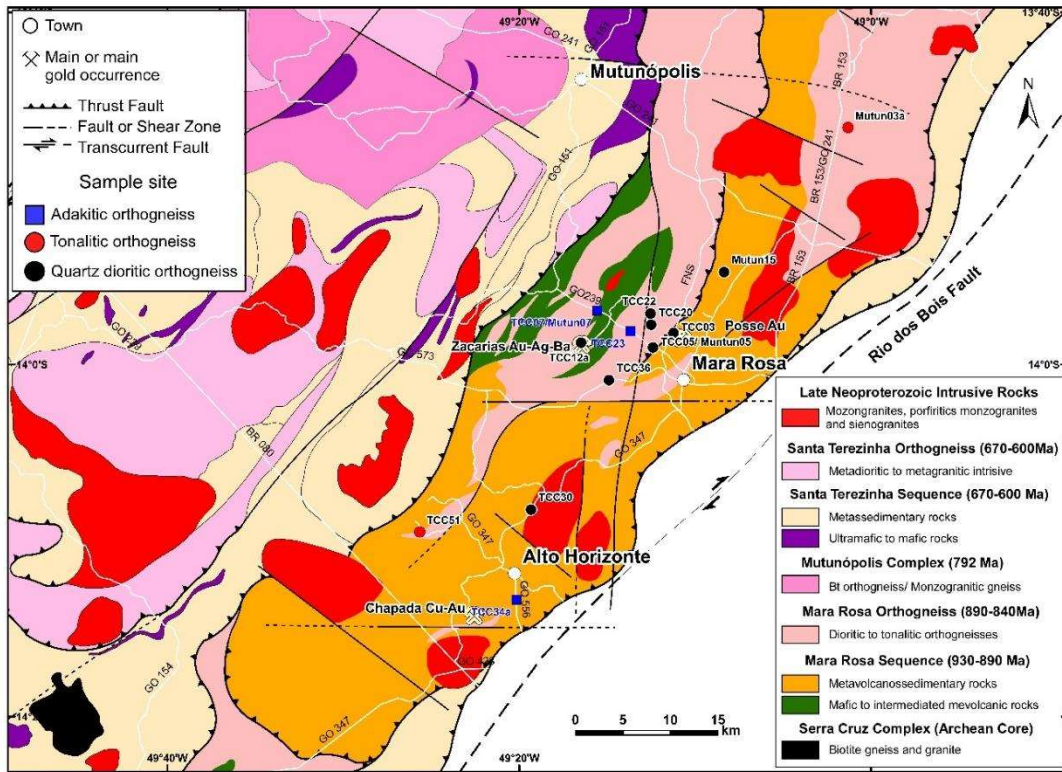 49°20'W
49°0'W
13°40'S
Town
Main or main
gold occurrence
Thrust Fault
Fault or Shear Zone
Transcurrent Fault
Sample site
Adakitic orthogneiss
Tonalitic orthogneiss
Quartz dioritic orthogneiss
GO 241
GO 151
Mutunópolis
GO 151
BR 153
BR 153/GO 241
Mutun03a
N
FNS
BR 153
Mutun15
GO239
TCC22
TCC20
TCC07/Mutun07
TCC03
Posse Au
Zacarias Au-Ag-Ba
TCC23
TCC05/ Muntun05
TCC12a
TCC36
Mara Rosa
Rio dos Bois Fault
14°0'S
573
14°0'S
BR 080
GO 347
TCC30
TCC51
GO 347
Alto Horizonte
Chapada Cu-Au
TCC34a
GO 556
GO 154
GO 347
49°40'W
49°20'W
0 5 10 15
km
Late Neoproterozoic Intrusive Rocks
Mozongranites, porfiritics monzogranites
and sienogranites
Santa Terezinha Orthogneiss (670-600Ma)
Metadioritic to metagranitic intrisive
Santa Terezinha Sequence (670-600 Ma)
Metassedimentary rocks
Ultramafic to mafic rocks
Mutunópolis Complex (792 Ma)
Bt orthogneiss/ Monzogranitic gneiss
Mara Rosa Orthogneiss (890-840Ma)
Dioritic to tonalitic orthogneisses
Mara Rosa Sequence (930-890 Ma)
Metavolcanossedimentary rocks
Mafic to intermediated mevolcanic rocks
Serra Cruz Complex (Archean Core)
Biotite gneiss and granite